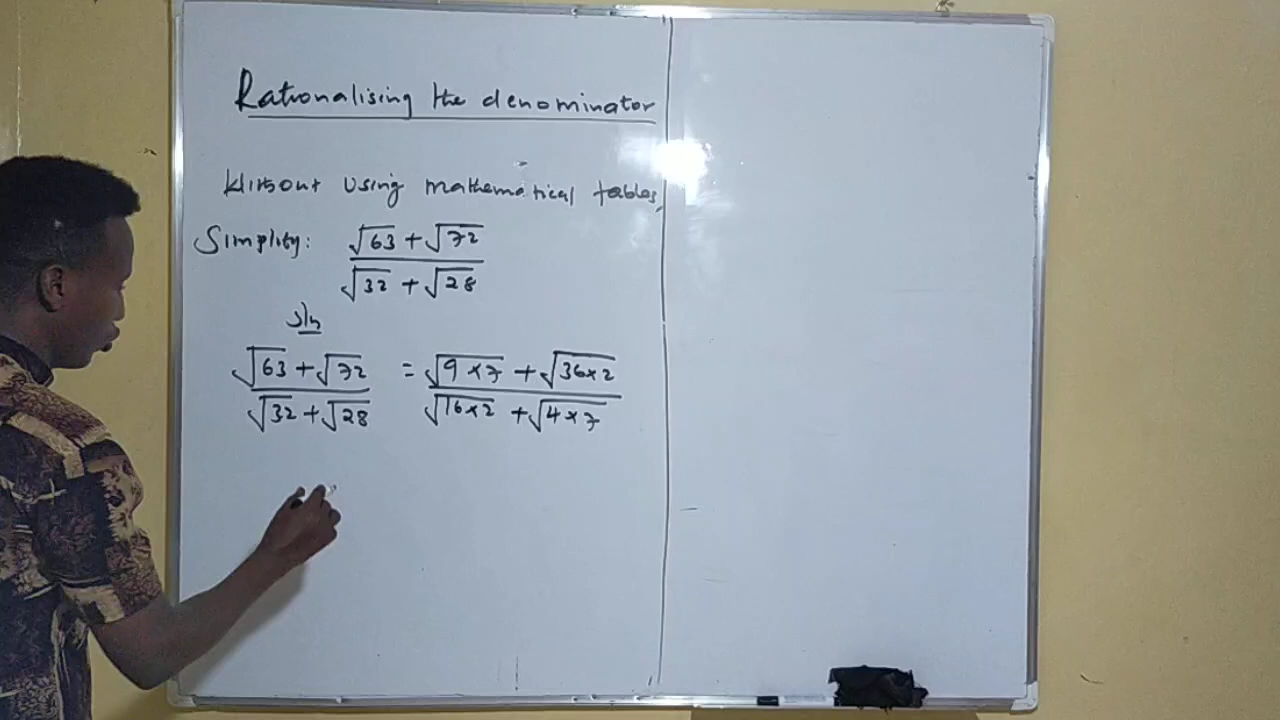 Rationalising the denominator
Without using mathematical tables,
Simplify: √63 + √72 / √32 + √28
Sln
√63 + √72 / √32 + √28 = √9×7 + √36×2 / √16×2 + √4×7